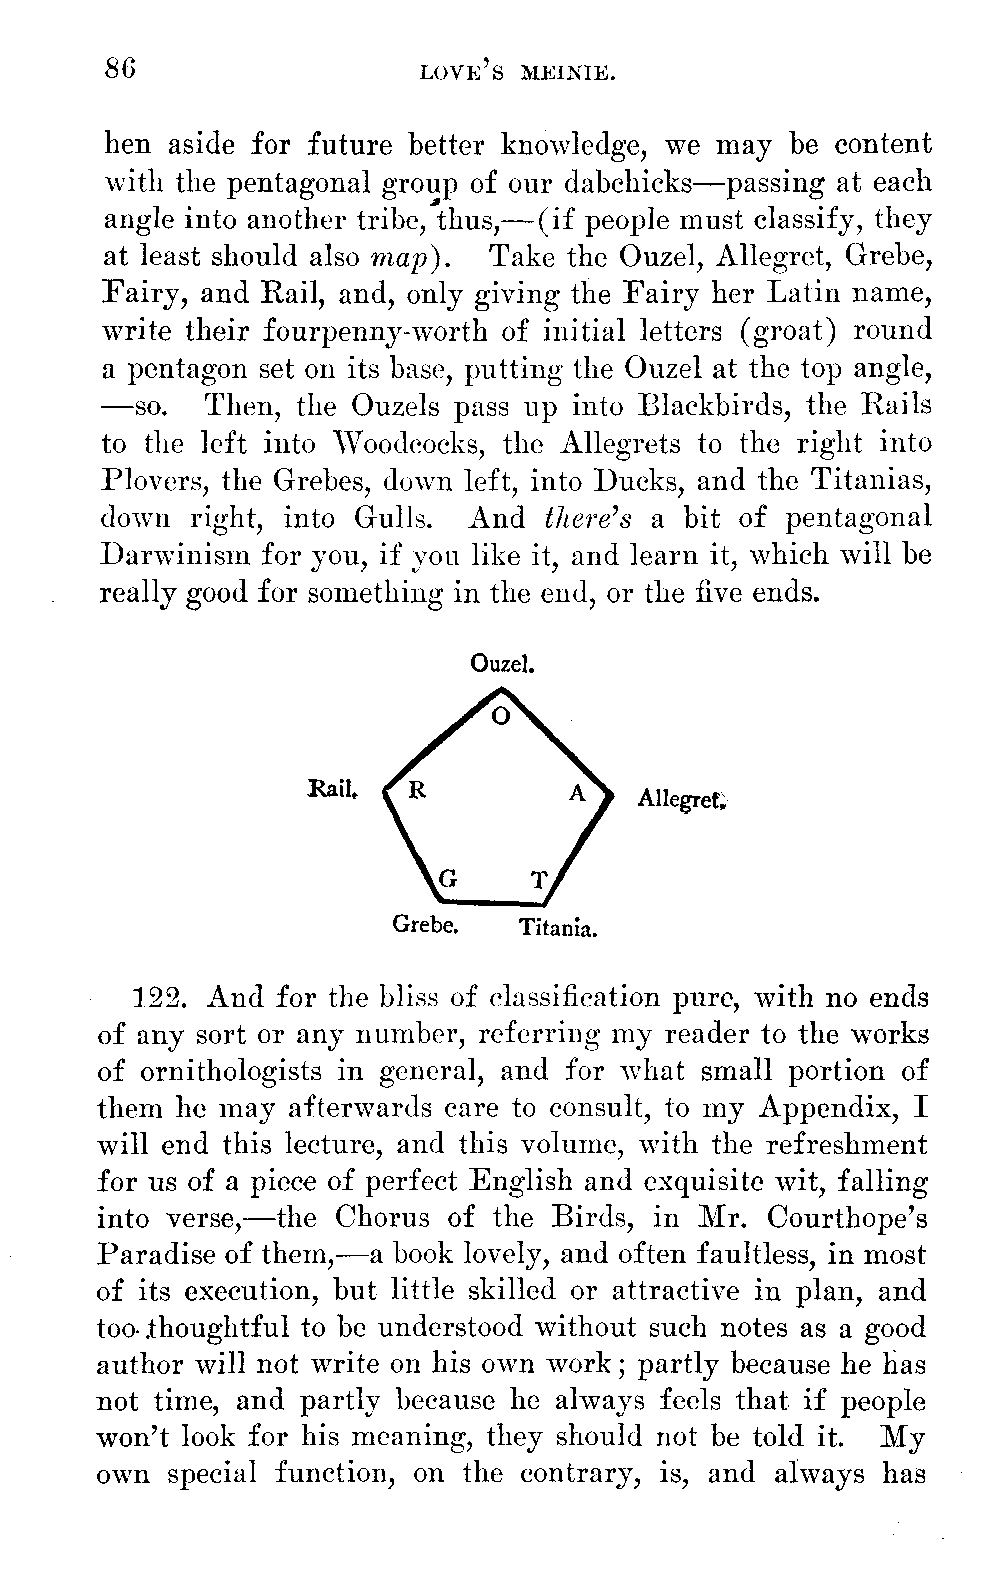 86 LOVE'S MEINIE.
hen aside for future better knowledge, we may be content
with the pentagonal group of our dabchicks—passing at each
angle into another tribe, thus,—(if people must classify, they
at least should also map). Take the Ouzel, Allegret, Grebe,
Fairy, and Rail, and, only giving the Fairy her Latin name,
write their fourpenny-worth of initial letters (groat) round
a pentagon set on its base, putting the Ouzel at the top angle,
—so. Then, the Ouzels pass up into Blackbirds, the Rails
to the left into Woodcocks, the Allegrets to the right into
Plovers, the Grebes, down left, into Ducks, and the Titanias,
down right, into Gulls. And there's a bit of pentagonal
Darwinism for you, if you like it, and learn it, which will be
really good for something in the end, or the five ends.
Ouzel.
O
Rail. R A Allegret.
G T
Grebe. Titania.
122. And for the bliss of classification pure, with no ends
of any sort or any number, referring my reader to the works
of ornithologists in general, and for what small portion of
them he may afterwards care to consult, to my Appendix, I
will end this lecture, and this volume, with the refreshment
for us of a piece of perfect English and exquisite wit, falling
into verse,—the Chorus of the Birds, in Mr. Courthope's
Paradise of them,—a book lovely, and often faultless, in most
of its execution, but little skilled or attractive in plan, and
too thoughtful to be understood without such notes as a good
author will not write on his own work; partly because he has
not time, and partly because he always feels that if people
won't look for his meaning, they should not be told it. My
own special function, on the contrary, is, and always has